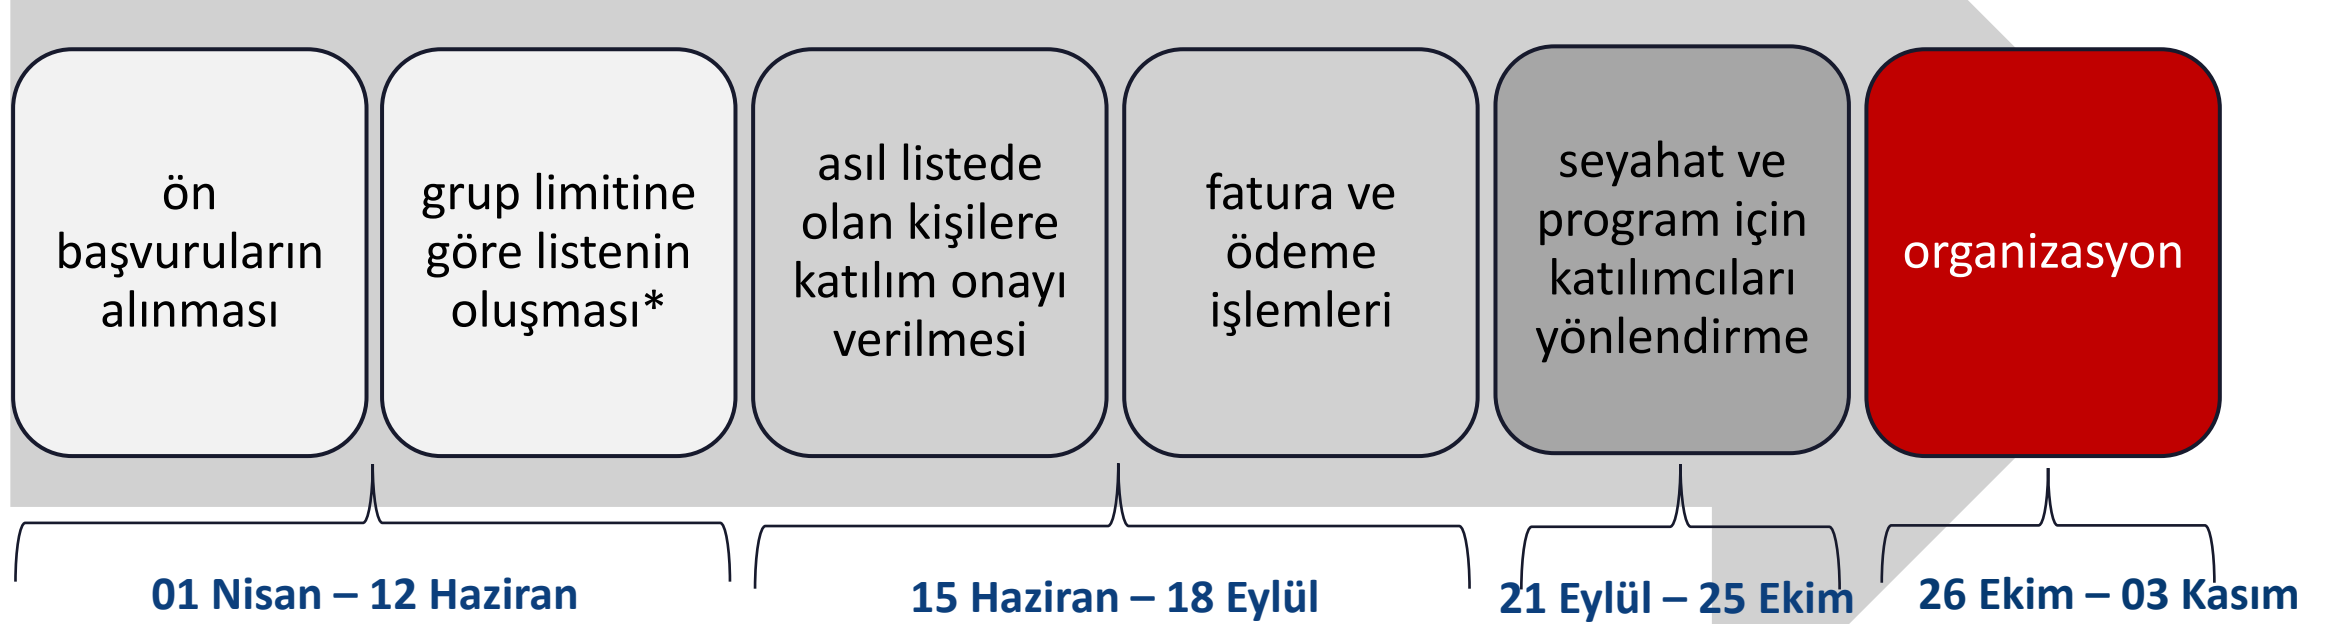 ön
başvuruların
alınması
grup limitine
göre listenin
oluşması*
asıl listede
olan kişilere
katılım onayı
verilmesi
fatura ve
ödeme
işlemleri
seyahat ve
program için
katılımcıları
yönlendirme
organizasyon
01 Nisan – 12 Haziran
15 Haziran – 18 Eylül
21 Eylül – 25 Ekim
26 Ekim – 03 Kasım